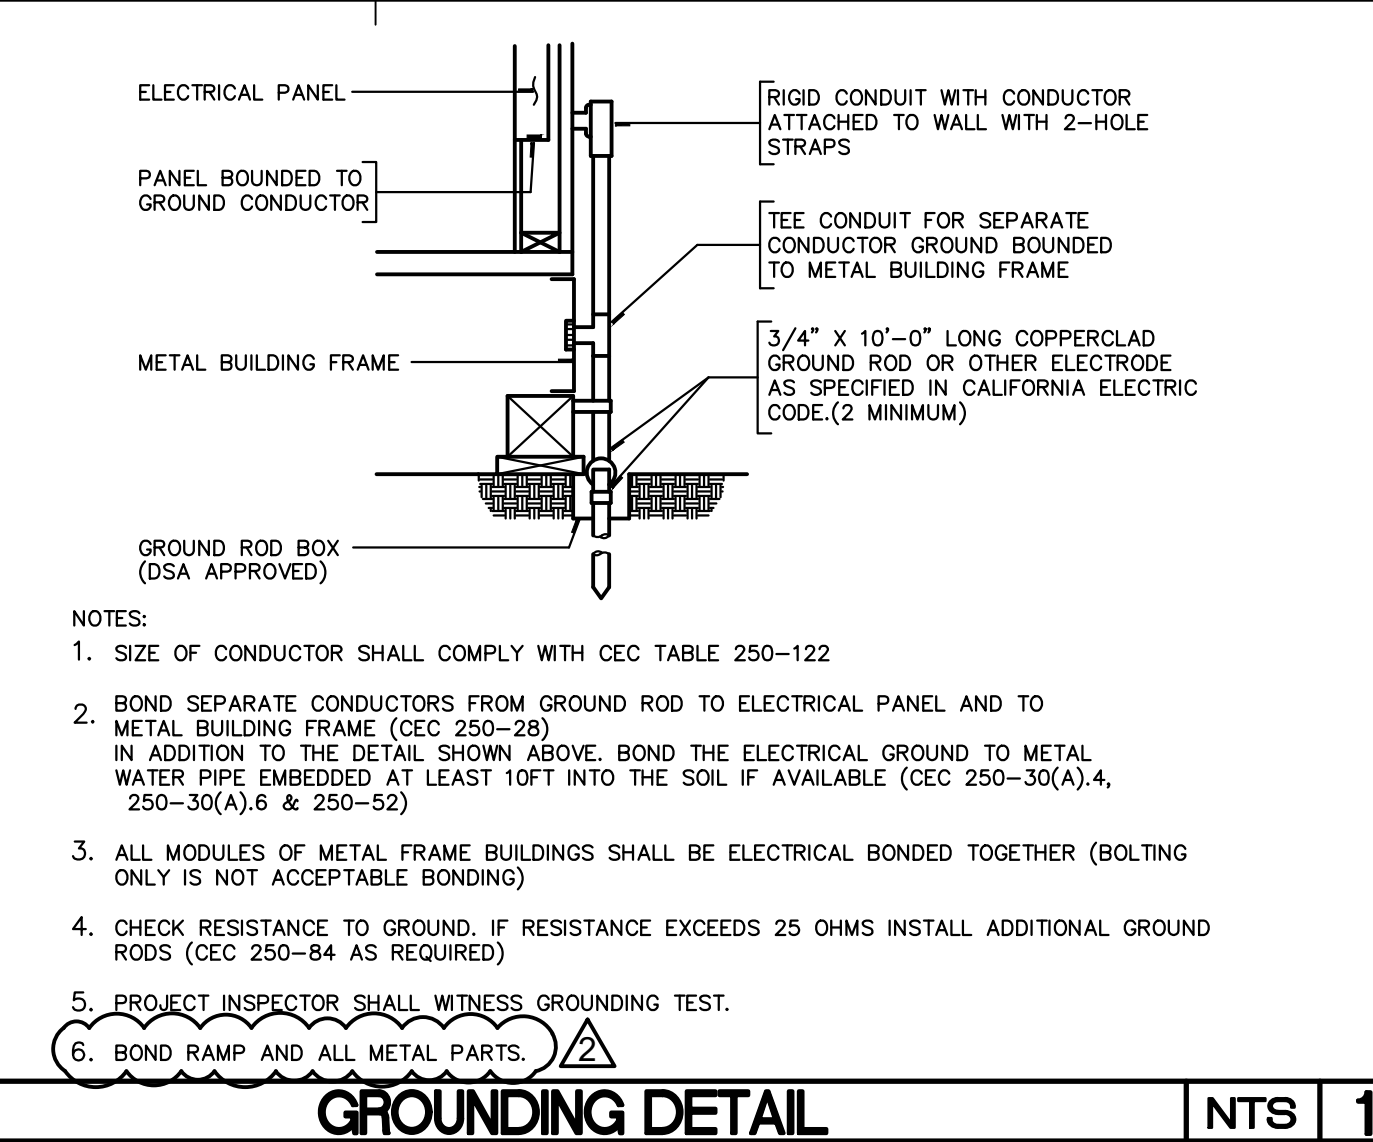 ELECTRICAL PANEL
PANEL BOUNDED TO
GROUND CONDUCTOR
METAL BUILDING FRAME
GROUND ROD BOX
(DSA APPROVED)
RIGID CONDUIT WITH CONDUCTOR
ATTACHED TO WALL WITH 2-HOLE
STRAPS
TEE CONDUIT FOR SEPARATE
CONDUCTOR GROUND BOUNDED
TO METAL BUILDING FRAME
3/4" X 10'-0" LONG COPPERCLAD
GROUND ROD OR OTHER ELECTRODE
AS SPECIFIED IN CALIFORNIA ELECTRIC
CODE.(2 MINIMUM)
NOTES:
1. SIZE OF CONDUCTOR SHALL COMPLY WITH CEC TABLE 250-122
2. BOND SEPARATE CONDUCTORS FROM GROUND ROD TO ELECTRICAL PANEL AND TO
METAL BUILDING FRAME (CEC 250-28)
IN ADDITION TO THE DETAIL SHOWN ABOVE. BOND THE ELECTRICAL GROUND TO METAL
WATER PIPE EMBEDDED AT LEAST 10FT INTO THE SOIL IF AVAILABLE (CEC 250-30(A).4,
250-30(A).6 & 250-52)
3. ALL MODULES OF METAL FRAME BUILDINGS SHALL BE ELECTRICAL BONDED TOGETHER (BOLTING
ONLY IS NOT ACCEPTABLE BONDING)
4. CHECK RESISTANCE TO GROUND. IF RESISTANCE EXCEEDS 25 OHMS INSTALL ADDITIONAL GROUND
RODS (CEC 250-84 AS REQUIRED)
5. PROJECT INSPECTOR SHALL WITNESS GROUNDING TEST.
6. BOND RAMP AND ALL METAL PARTS. 2
GROUNDING DETAIL NTS 1